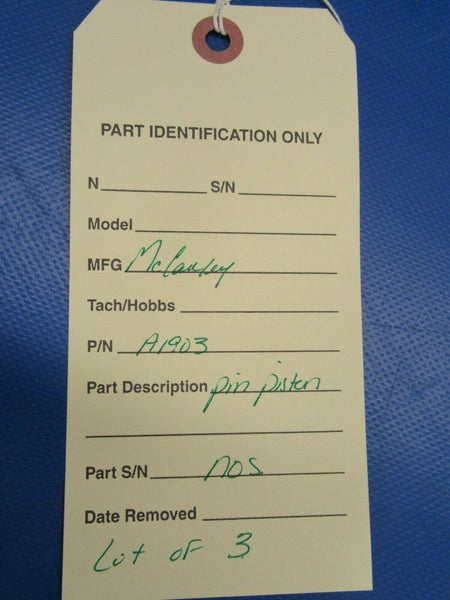 PART IDENTIFICATION ONLY
N S/N
Model
MFG McCauley
Tach/Hobbs
P/N A1903
Part Description pin piston
Part S/N nos
Date Removed
Lot of 3